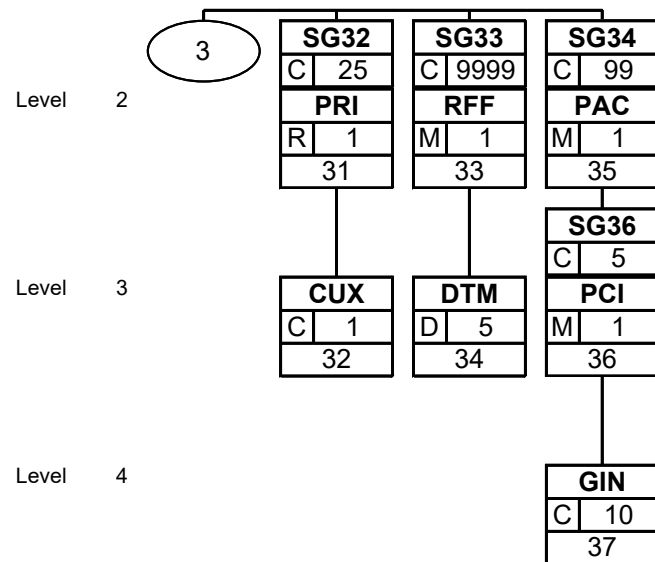 3
SG32 SG33 SG34
C 25 C 9999 C 99
Level 2 PRI RFF PAC
R 1 M 1 M 1
31 33 35
SG36
C 5
Level 3 CUX DTM PCI
C 1 D 5 M 1
32 34 36
Level 4 GIN
C 10
37